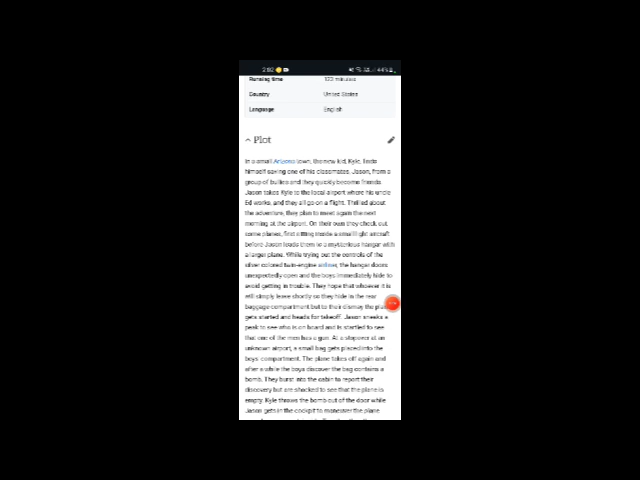 2:02
44%
Running time 103 minutes
Country United States
Language English
Plot
In a small Arizona town, the new kid, Kyle, finds
himself saving one of his classmates, Jason, from a
group of bullies and they quickly become friends.
Jason takes Kyle to the local airport where his uncle
Ed works, and they all go on a flight. Thrilled about
the adventure, they plan to meet again the next
morning at the airport. On their own they check out
some planes, first sitting inside a small light aircraft
before Jason leads them to a mysterious hangar with
a larger plane. While trying out the controls of the
silver colored twin-engine airliner, the hangar doors
unexpectedly open and the boys immediately hide to
avoid getting in trouble. They hope that whoever it is
will simply leave shortly so they hide in the rear
baggage compartment but to their dismay the plane
gets started and heads for takeoff. Jason sneaks a
peak to see who is on board and is startled to see
that one of the men has a gun. At a stopover at an
unknown airport, a small bag gets placed into the
boys' compartment. The plane takes off again and
after a while the boys discover the bag contains a
bomb. They burst into the cabin to report their
discovery but are shocked to see that the plane is
empty. Kyle throws the bomb out of the door while
Jason gets in the cockpit to maneuver the plane